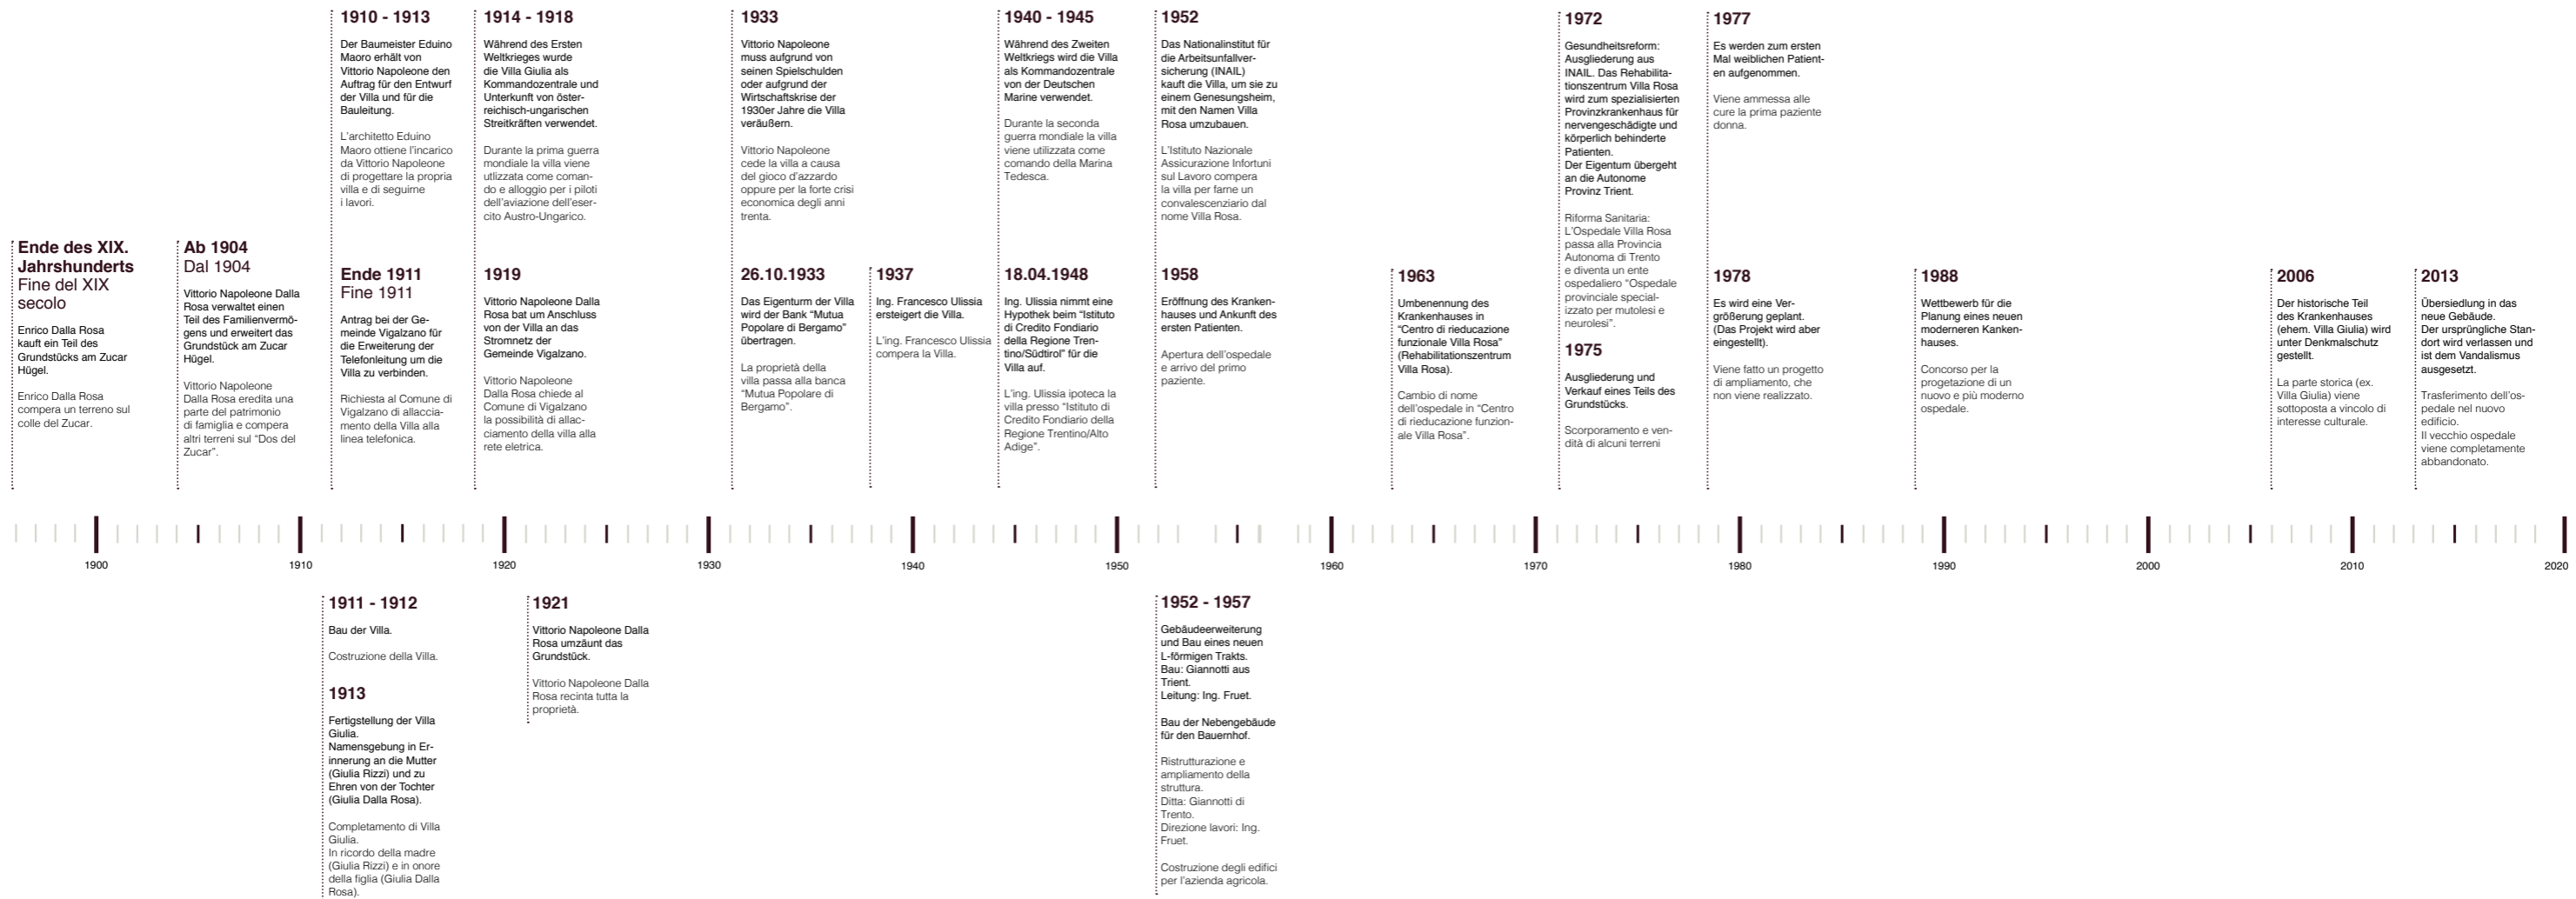 1910 - 1913
Der Baumeister Eduino
Maoro erhält von
Vittorio Napoleone den
Auftrag für den Entwurf
der Villa und für die
Bauleitung.
L'architetto Eduino
Maoro ottiene l'incarico
da Vittorio Napoleone
di progettare la propria
villa e di seguirne
i lavori.
1914 - 1918
Während des Ersten
Weltkrieges wurde
die Villa Giulia als
Kommandozentrale und
Unterkunft von öster-
reichisch-ungarischen
Streitkräften verwendet.
Durante la prima guerra
mondiale la villa viene
utlizzata come coman-
do e alloggio per i piloti
dell'aviazione dell'eser-
cito Austro-Ungarico.
1933
Vittorio Napoleone
muss aufgrund von
seinen Spielschulden
oder aufgrund der
Wirtschaftskrise der
1930er Jahre die Villa
veräußern.
Vittorio Napoleone
cede la villa a causa
del gioco d'azzardo
oppure per la forte crisi
economica degli anni
trenta.
1940 - 1945
Während des Zweiten
Weltkriegs wird die Villa
als Kommandozentrale
von der Deutschen
Marine verwendet.
Durante la seconda
guerra mondiale la villa
viene utilizzata come
comando della Marina
Tedesca.
1952
Das Nationalinstitut für
die Arbeitsunfallver-
sicherung (INAIL)
kauft die Villa, um sie zu
einem Genesungsheim,
mit den Namen Villa
Rosa umzubauen.
L'Istituto Nazionale
Assicurazione Infortuni
sul Lavoro compera
la villa per farne un
convalescenziario dal
nome Villa Rosa.
1972
Gesundheitsreform:
Ausgliederung aus
INAIL. Das Rehabilita-
tionszentrum Villa Rosa
wird zum spezialisierten
Provinzkrankenhaus für
nervengeschädigte und
körperlich behinderte
Patienten.
Der Eigentum übergeht
an die Autonome
Provinz Trient.
Riforma Sanitaria:
L'Ospedale Villa Rosa
passa alla Provincia
Autonoma di Trento
e diventa un ente
ospedaliero “Ospedale
provinciale special-
izzato per mutolesi e
neurolesi”.
1975
Ausgliederung und
Verkauf eines Teils des
Grundstücks.
Scorporamento e ven-
dità di alcuni terreni
1977
Es werden zum ersten
Mal weiblichen Patient-
en aufgenommen.
Viene ammessa alle
cure la prima paziente
donna.
Ende des XIX.
Jahrshunderts
Fine del XIX
secolo
Enrico Dalla Rosa
kauft ein Teil des
Grundstücks am Zucar
Hügel.
Enrico Dalla Rosa
compera un terreno sul
colle del Zucar.
Ab 1904
Dal 1904
Vittorio Napoleone Dalla
Rosa verwaltet einen
Teil des Familienvermö-
gens und erweitert das
Grundstück am Zucar
Hügel.
Vittorio Napoleone
Dalla Rosa eredita una
parte del patrimonio
di famiglia e compera
altri terreni sul “Dos del
Zucar”.
Ende 1911
Fine 1911
Antrag bei der Ge-
meinde Vigalzano für
die Erweiterung der
Telefonleitung um die
Villa zu verbinden.
Richiesta al Comune di
Vigalzano di allaccia-
mento della Villa alla
linea telefonica.
1919
Vittorio Napoleone Dalla
Rosa bat um Anschluss
von der Villa an das
Stromnetz der
Gemeinde Vigalzano.
Vittorio Napoleone
Dalla Rosa chiede al
Comune di Vigalzano
la possibilità di allac-
ciamento della villa alla
rete eletrica.
26.10.1933
Das Eigenturm der Villa
wird der Bank “Mutua
Popolare di Bergamo”
übertragen.
La proprietà della
villa passa alla banca
“Mutua Popolare di
Bergamo”.
1937
Ing. Francesco Ulissia
ersteigert die Villa.
L'ing. Francesco Ulissia
compera la Villa.
18.04.1948
Ing. Ulissia nimmt eine
Hypothek beim “Istituto
di Credito Fondiario
della Regione Tren-
tino/Südtirol” für die
Villa auf.
L'ing. Ulissia ipoteca la
villa presso “Istituto di
Credito Fondiario della
Regione Trentino/Alto
Adige”.
1958
Eröffnung des Kranken-
hauses und Ankunft des
ersten Patienten.
Apertura dell'ospedale
e arrivo del primo
paziente.
1963
Umbenennung des
Krankenhauses in
“Centro di rieducazione
funzionale Villa Rosa”
(Rehabilitationszentrum
Villa Rosa).
Cambio di nome
dell'ospedale in “Centro
di rieducazione funzion-
ale Villa Rosa”.
1978
Es wird eine Ver-
größerung geplant.
(Das Projekt wird aber
eingestellt).
Viene fatto un progetto
di ampliamento, che
non viene realizzato.
1988
Wettbewerb für die
Planung eines neuen
moderneren Kanken-
hauses.
Concorso per la
progetazione di un
nuovo e più moderno
ospedale.
2006
Der historische Teil
des Krankenhauses
(ehem. Villa Giulia) wird
unter Denkmalschutz
gestellt.
La parte storica (ex.
Villa Giulia) viene
sottoposta a vincolo di
interesse culturale.
2013
Übersiedlung in das
neue Gebäude.
Der ursprüngliche Stan-
dort wird verlassen und
ist dem Vandalismus
ausgesetzt.
Trasferimento dell'os-
pedale nel nuovo
edificio.
Il vecchio ospedale
viene completamente
abbandonato.
1900
1910
1920
1930
1940
1950
1960
1970
1980
1990
2000
2010
2020
1911 - 1912
Bau der Villa.
Costruzione della Villa.
1913
Fertigstellung der Villa
Giulia.
Namensgebung in Er-
innerung an die Mutter
(Giulia Rizzi) und zu
Ehren von der Tochter
(Giulia Dalla Rosa).
Completamento di Villa
Giulia.
In ricordo della madre
(Giulia Rizzi) e in onore
della figlia (Giulia Dalla
Rosa).
1921
Vittorio Napoleone Dalla
Rosa umzäunt das
Grundstück.
Vittorio Napoleone Dalla
Rosa recinta tutta la
proprietà.
1952 - 1957
Gebäudeerweiterung
und Bau eines neuen
L-förmigen Trakts.
Bau: Giannotti aus
Trient.
Leitung: Ing. Fruet.
Bau der Nebengebäude
für den Bauernhof.
Ristrutturazione e
ampliamento della
struttura.
Ditta: Giannotti di
Trento.
Direzione lavori: Ing.
Fruet.
Costruzione degli edifici
per l'azienda agricola.